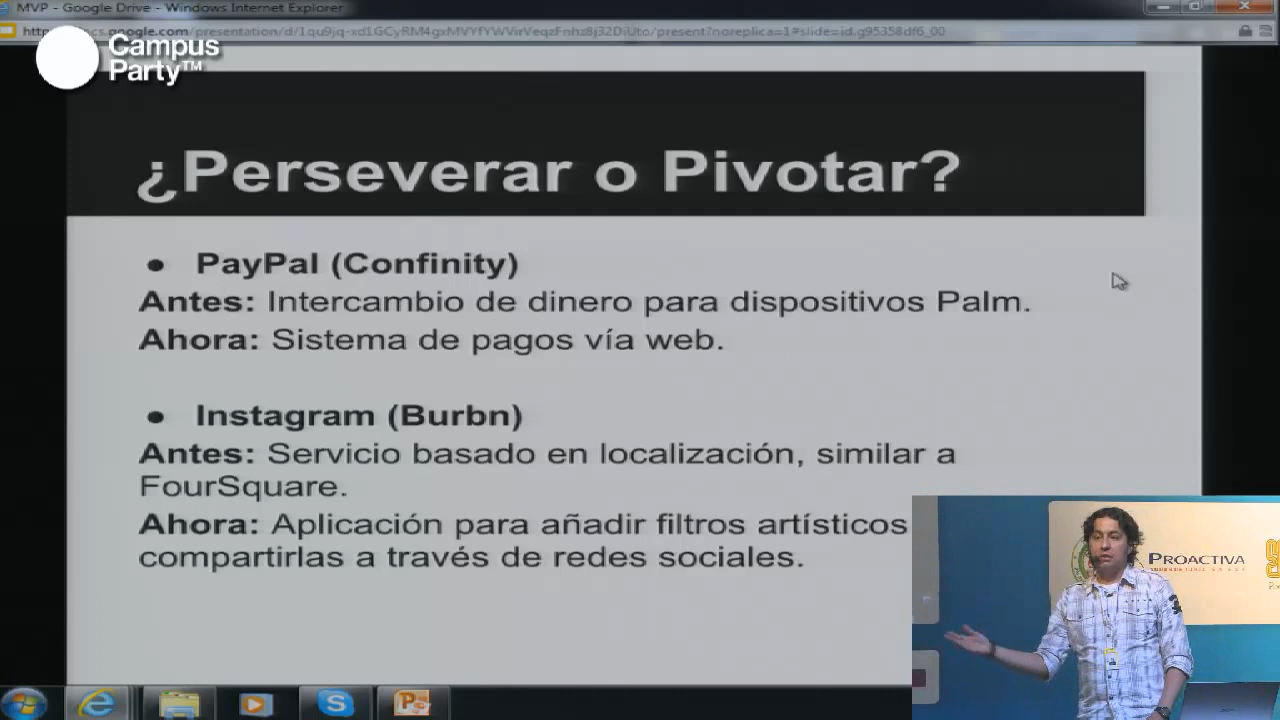 MVP - Google Drive - Windows Internet Explorer
Campus
Party™
¿Perseverar o Pivotar?
• PayPal (Confinity)
Antes: Intercambio de dinero para dispositivos Palm.
Ahora: Sistema de pagos vía web.
• Instagram (Burbn)
Antes: Servicio basado en localización, similar a
FourSquare.
Ahora: Aplicación para añadir filtros artísticos
compartirlas a través de redes sociales.
PROACTIVA